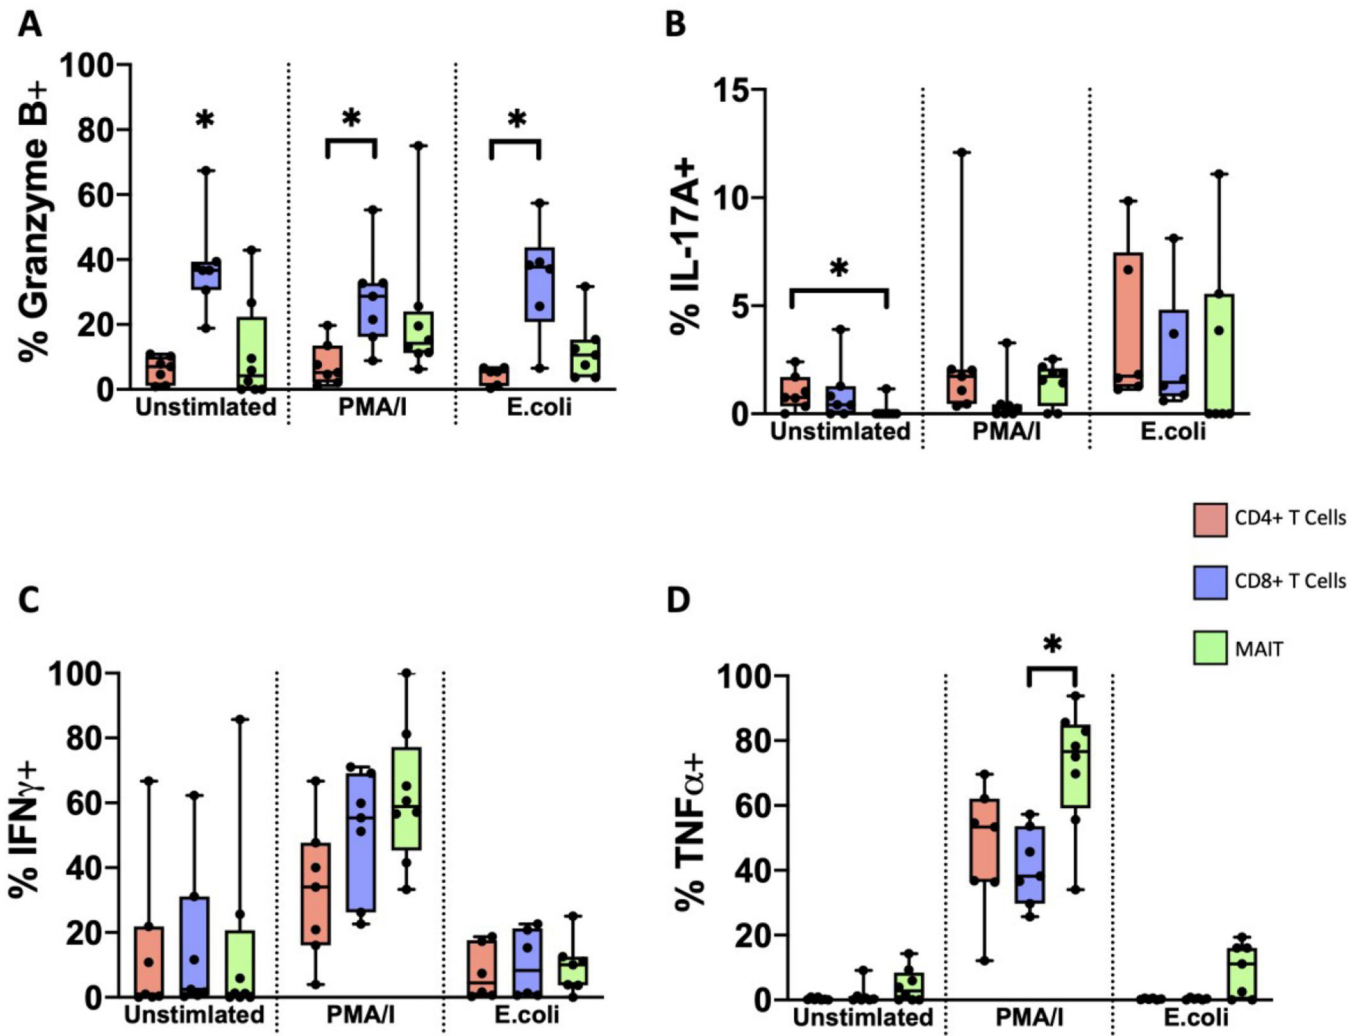 A
% Granzyme B+
100
80
60
40
20
0
*
*
*
Unstimlated
PMA/I
E.coli
B
% IL-17A+
15
10
5
0
*
Unstimlated
PMA/I
E.coli
CD4+ T Cells
CD8+ T Cells
MAIT
C
% IFNγ+
100
80
60
40
20
0
Unstimlated
PMA/I
E.coli
D
% TNFα+
100
80
60
40
20
0
*
Unstimlated
PMA/I
E.coli